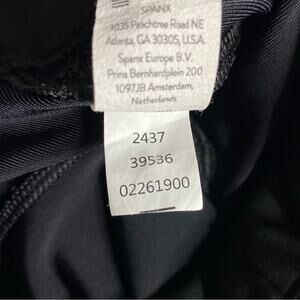 SPANX
3035 Peachtree Road NE
Atlanta, GA 30305, U.S.A.
Spanx Europe B.V.
Prins Bernhardplein 200
1097JB Amsterdam,
Netherlands
2437
39536
02261900